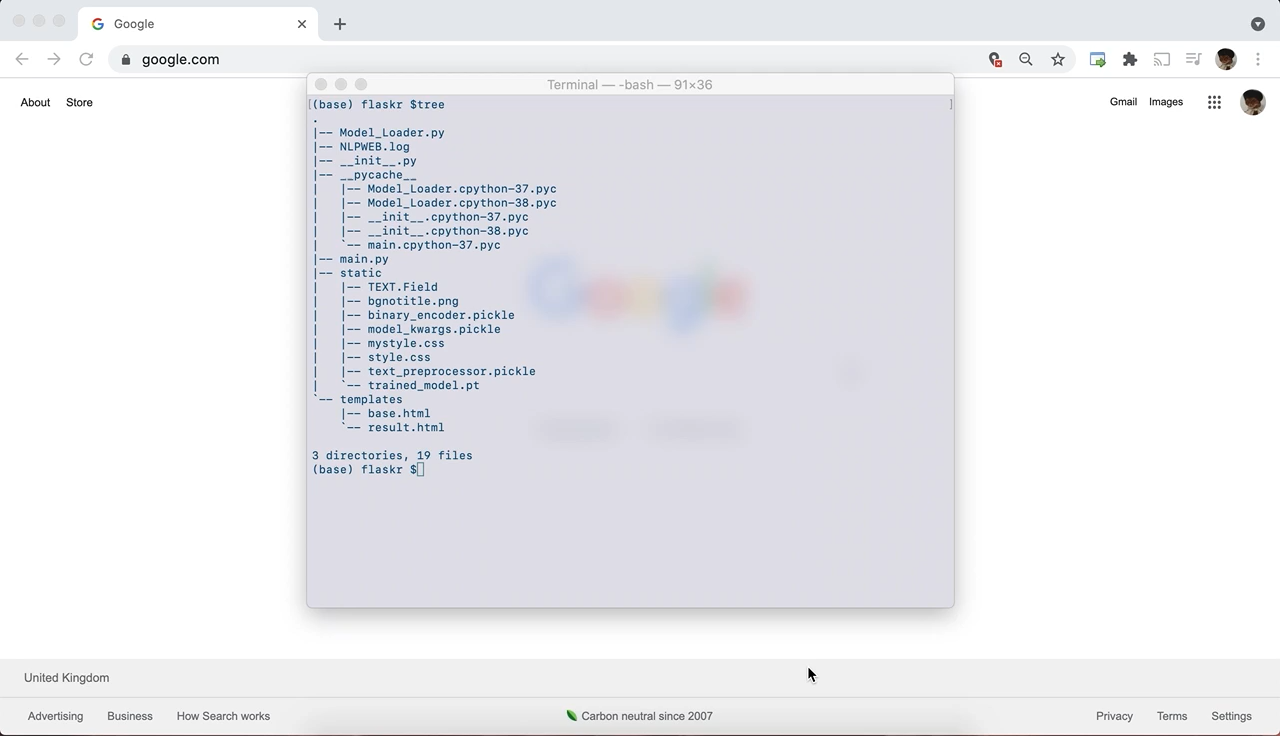 Google
google.com
About Store
Gmail Images
Terminal — -bash — 91×36
(base) flaskr $tree
.
|-- Model_Loader.py
|-- NLPWEB.log
|-- __init__.py
|-- __pycache__
|   |-- Model_Loader.cpython-37.pyc
|   |-- Model_Loader.cpython-38.pyc
|   |-- __init__.cpython-37.pyc
|   |-- __init__.cpython-38.pyc
|   `-- main.cpython-37.pyc
|-- main.py
|-- static
|   |-- TEXT.Field
|   |-- bgnotitle.png
|   |-- binary_encoder.pickle
|   |-- model_kwargs.pickle
|   |-- mystyle.css
|   |-- style.css
|   |-- text_preprocessor.pickle
|   `-- trained_model.pt
`-- templates
    |-- base.html
    `-- result.html
3 directories, 19 files
(base) flaskr $
Google
United Kingdom
Advertising Business How Search works
Carbon neutral since 2007
Privacy Terms Settings